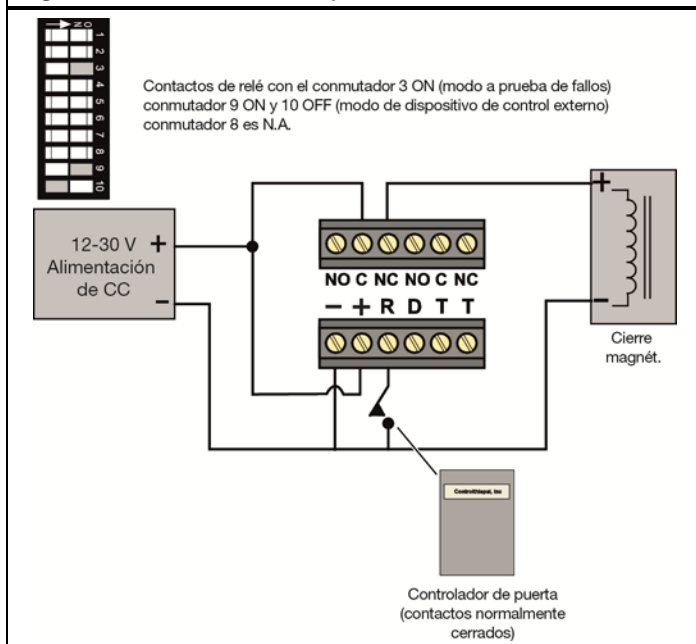 NO
1
2
3
4
5
6
7
8
9
10
Contactos de relé con el conmutador 3 ON (modo a prueba de fallos)
conmutador 9 ON y 10 OFF (modo de dispositivo de control externo)
conmutador 8 es N.A.
12-30 V +
Alimentación
de CC
−
+
−
NO C NC NO C NC
− + R D T T
Cierre
magnét.
Controlador de puerta
(contactos normalmente
cerrados)